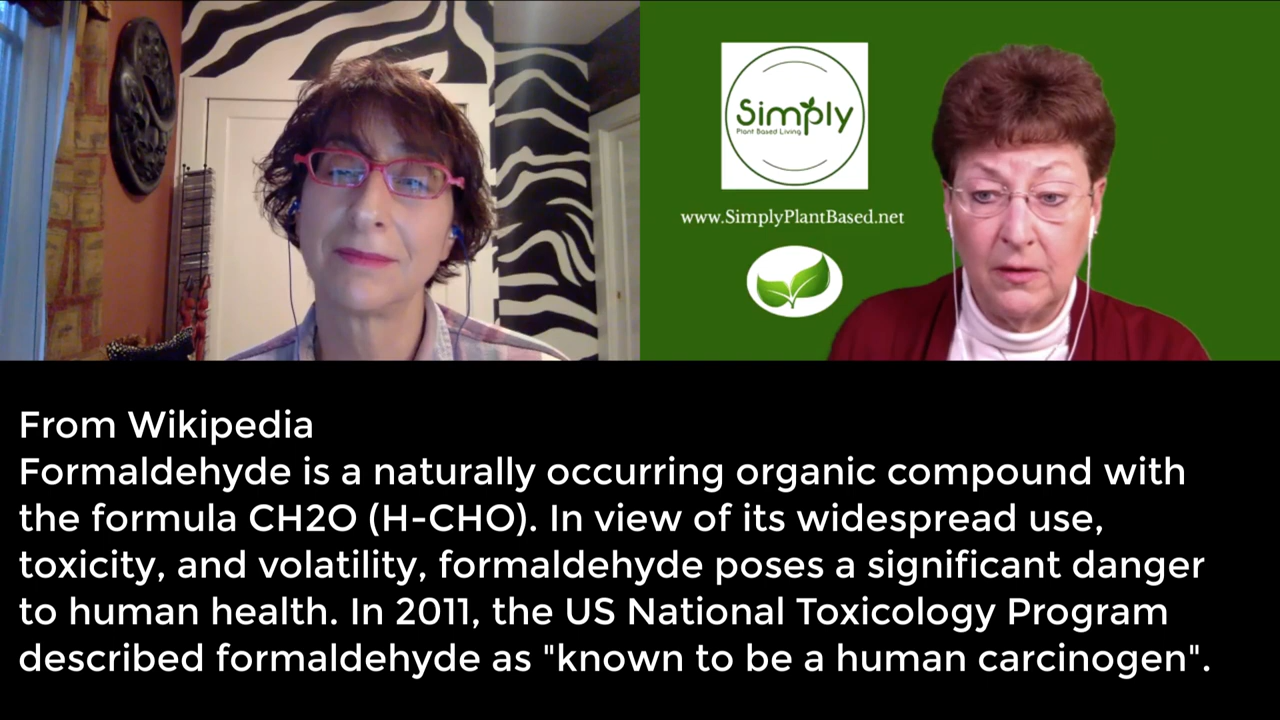 Simply
Plant Based Living
www.SimplyPlantBased.net
From Wikipedia
Formaldehyde is a naturally occurring organic compound with
the formula CH2O (H-CHO). In view of its widespread use,
toxicity, and volatility, formaldehyde poses a significant danger
to human health. In 2011, the US National Toxicology Program
described formaldehyde as "known to be a human carcinogen".